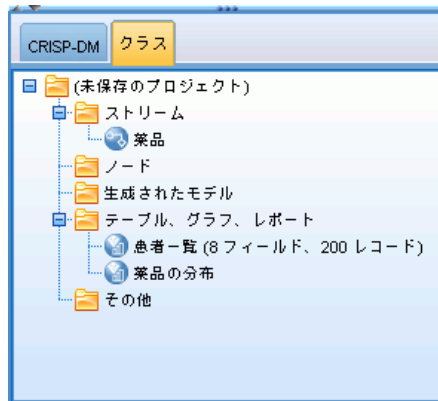 CRISP-DM クラス
(未保存のプロジェクト)
ストリーム
薬品
ノード
生成されたモデル
テーブル、グラフ、レポート
患者一覧 (8 フィールド、200 レコード)
薬品の分布
その他